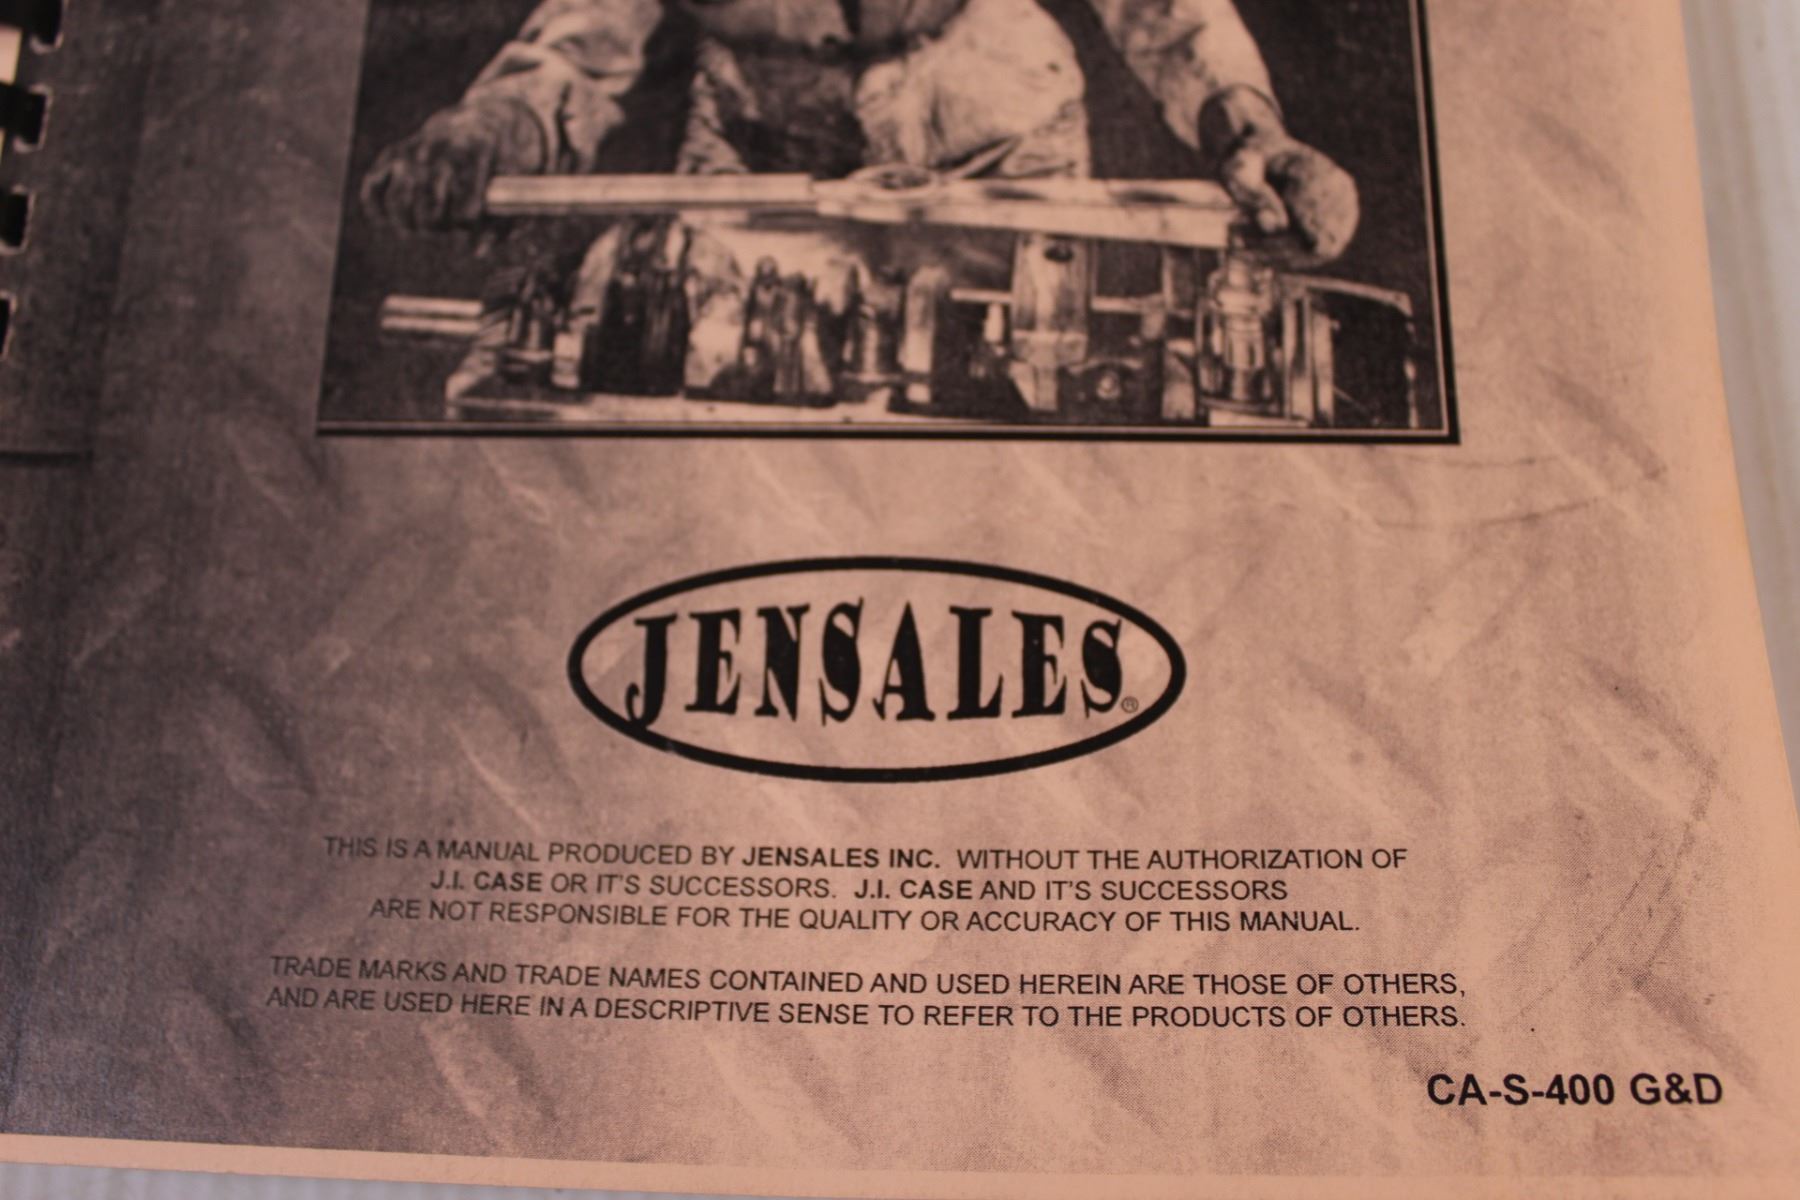 JENSALES®
THIS IS A MANUAL PRODUCED BY JENSALES INC. WITHOUT THE AUTHORIZATION OF
J.I. CASE OR IT'S SUCCESSORS. J.I. CASE AND IT'S SUCCESSORS
ARE NOT RESPONSIBLE FOR THE QUALITY OR ACCURACY OF THIS MANUAL.
TRADE MARKS AND TRADE NAMES CONTAINED AND USED HEREIN ARE THOSE OF OTHERS,
AND ARE USED HERE IN A DESCRIPTIVE SENSE TO REFER TO THE PRODUCTS OF OTHERS.
CA-S-400 G&D